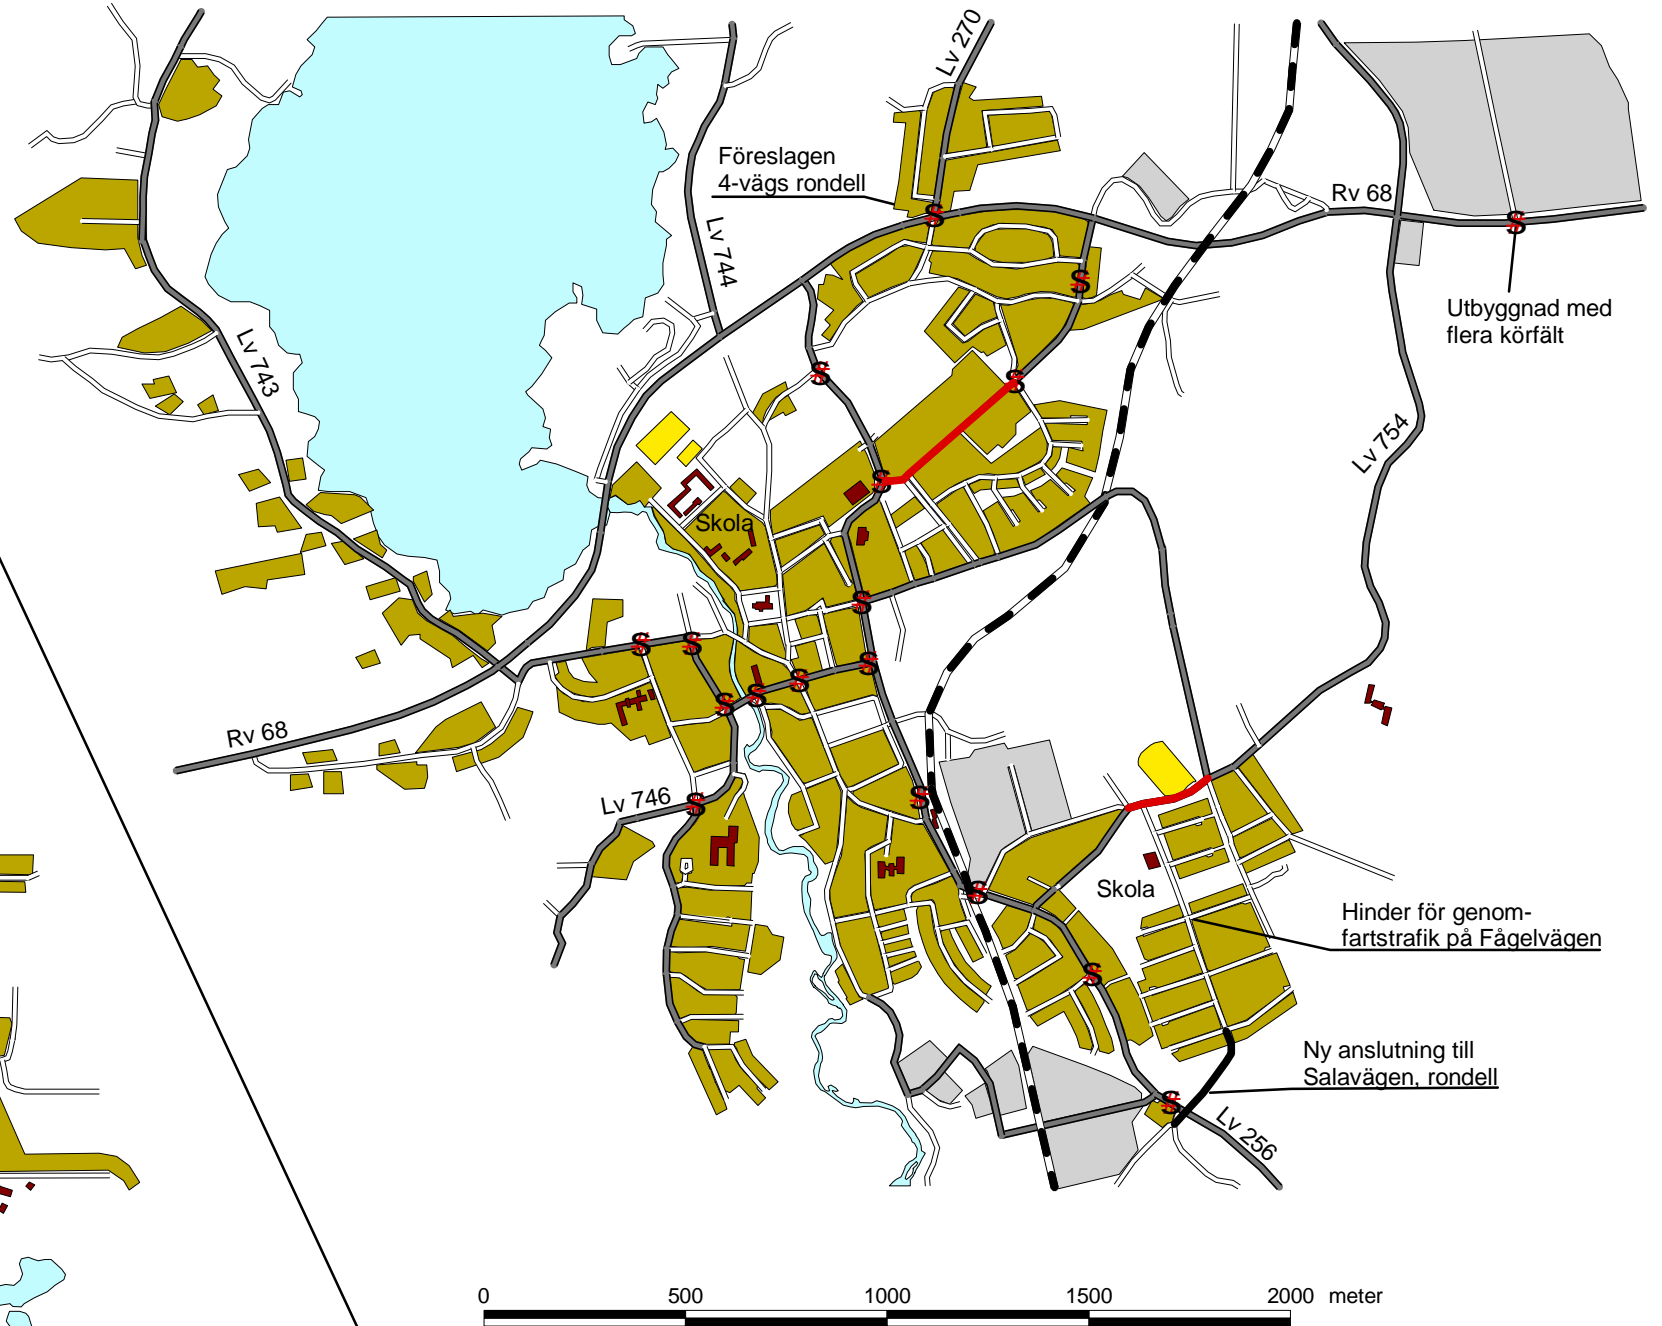 Lv 270
Föreslagen
4-vägs rondell
Rv 68
Lv 744
Utbyggnad med
flera körfält
Lv 743
Lv 754
Skola
Rv 68
Lv 746
Skola
Hinder för genom-
fartstrafik på Fågelvägen
Ny anslutning till
Salavägen, rondell
Lv 256
0 500 1000 1500 2000 meter